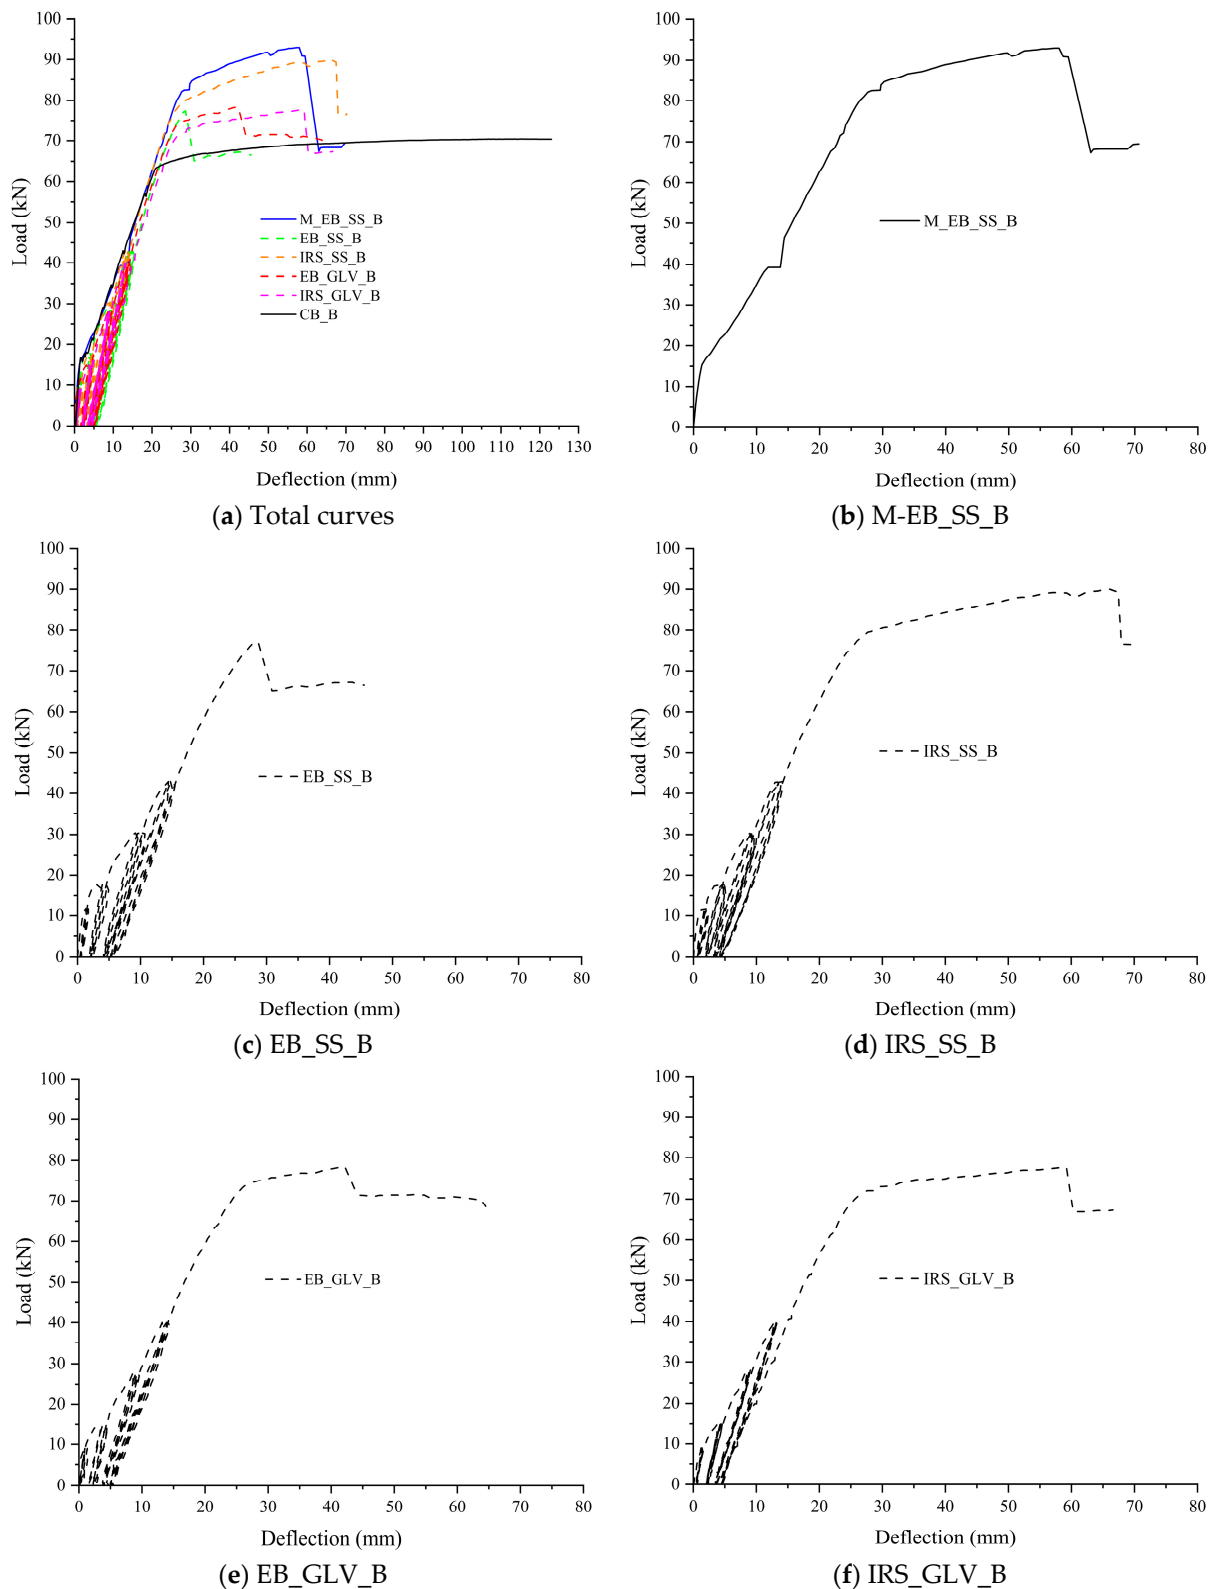 100
90
80
70
60
50
40
30
20
10
0
Load (kN)
M_EB_SS_B
EB_SS_B
IRS_SS_B
EB_GLV_B
IRS_GLV_B
CB_B
0 10 20 30 40 50 60 70 80 90 100 110 120 130
Deflection (mm)
(a) Total curves
100
90
80
70
60
50
40
30
20
10
0
Load (kN)
M_EB_SS_B
0 10 20 30 40 50 60 70 80
Deflection (mm)
(b) M-EB_SS_B
100
90
80
70
60
50
40
30
20
10
0
Load (kN)
EB_SS_B
0 10 20 30 40 50 60 70 80
Deflection (mm)
(c) EB_SS_B
100
90
80
70
60
50
40
30
20
10
0
Load (kN)
IRS_SS_B
0 10 20 30 40 50 60 70 80
Deflection (mm)
(d) IRS_SS_B
100
90
80
70
60
50
40
30
20
10
0
Load (kN)
EB_GLV_B
0 10 20 30 40 50 60 70 80
Deflection (mm)
(e) EB_GLV_B
100
90
80
70
60
50
40
30
20
10
0
Load (kN)
IRS_GLV_B
0 10 20 30 40 50 60 70 80
Deflection (mm)
(f) IRS_GLV_B